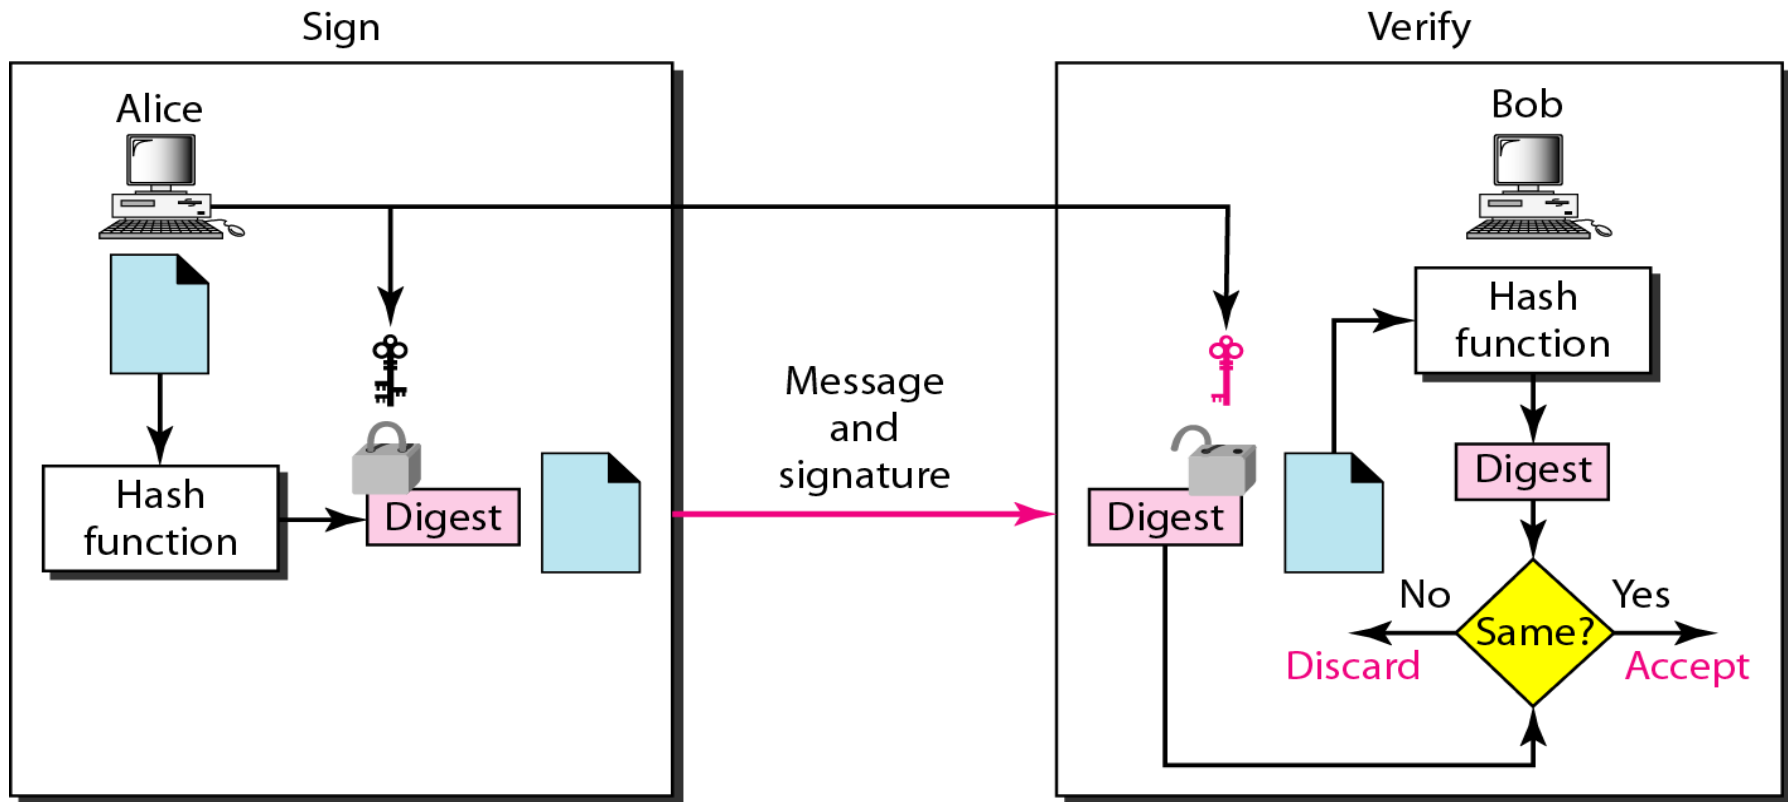 Sign
Alice
Hash
function
Digest
Message
and
signature
Verify
Bob
Digest
Hash
function
Digest
Same?
No
Discard
Yes
Accept